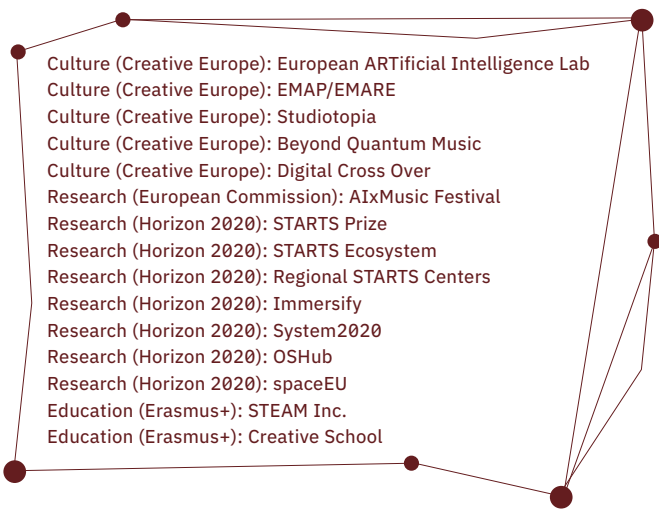 Culture (Creative Europe): European ARTificial Intelligence Lab
Culture (Creative Europe): EMAP/EMARE
Culture (Creative Europe): Studiotopia
Culture (Creative Europe): Beyond Quantum Music
Culture (Creative Europe): Digital Cross Over
Research (European Commission): AIxMusic Festival
Research (Horizon 2020): STARTS Prize
Research (Horizon 2020): STARTS Ecosystem
Research (Horizon 2020): Regional STARTS Centers
Research (Horizon 2020): Immersify
Research (Horizon 2020): System2020
Research (Horizon 2020): OSHub
Research (Horizon 2020): spaceEU
Education (Erasmus+): STEAM Inc.
Education (Erasmus+): Creative School